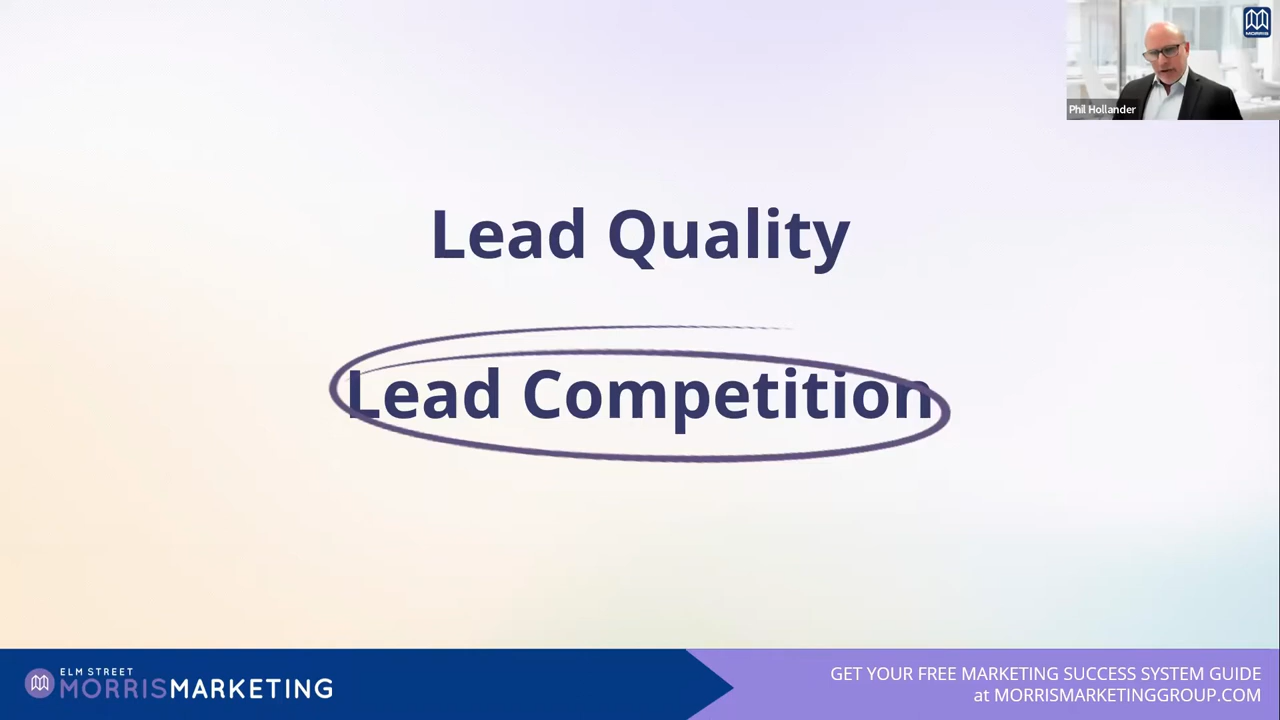 MORRIS
Phil Hollander
Lead Quality
Lead Competition
ELM STREET
MORRISMARKETING
GET YOUR FREE MARKETING SUCCESS SYSTEM GUIDE
at MORRISMARKETINGGROUP.COM